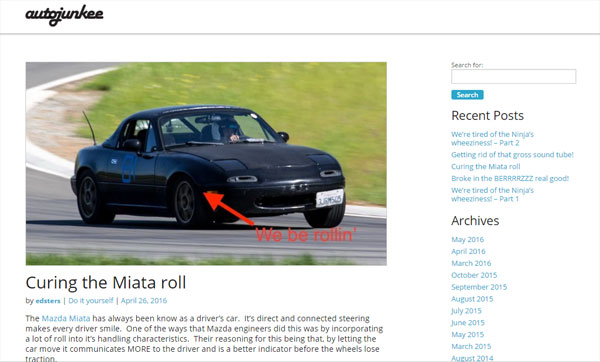 autojunkee
Search for:
Search
Recent Posts
We're tired of the Ninja's
wheeziness! – Part 2
Getting rid of that gross sound tube!
Curing the Miata roll
Broke in the BERRRZZZ real good!
We're tired of the Ninja's
wheeziness! – Part 1
Archives
May 2016
April 2016
March 2016
October 2015
September 2015
August 2015
July 2015
June 2015
May 2015
March 2015
August 2014
We be rollin'
Curing the Miata roll
by edsters | Do it yourself | April 26, 2016
The Mazda Miata has always been know as a driver's car. It's direct and connected steering
makes every driver smile. One of the ways that Mazda engineers did this was by incorporating
a lot of roll into it's handling characteristics. Their reasoning for this being that, by letting the
car move it communicates MORE to the driver and is a better indicator before the wheels lose
traction.